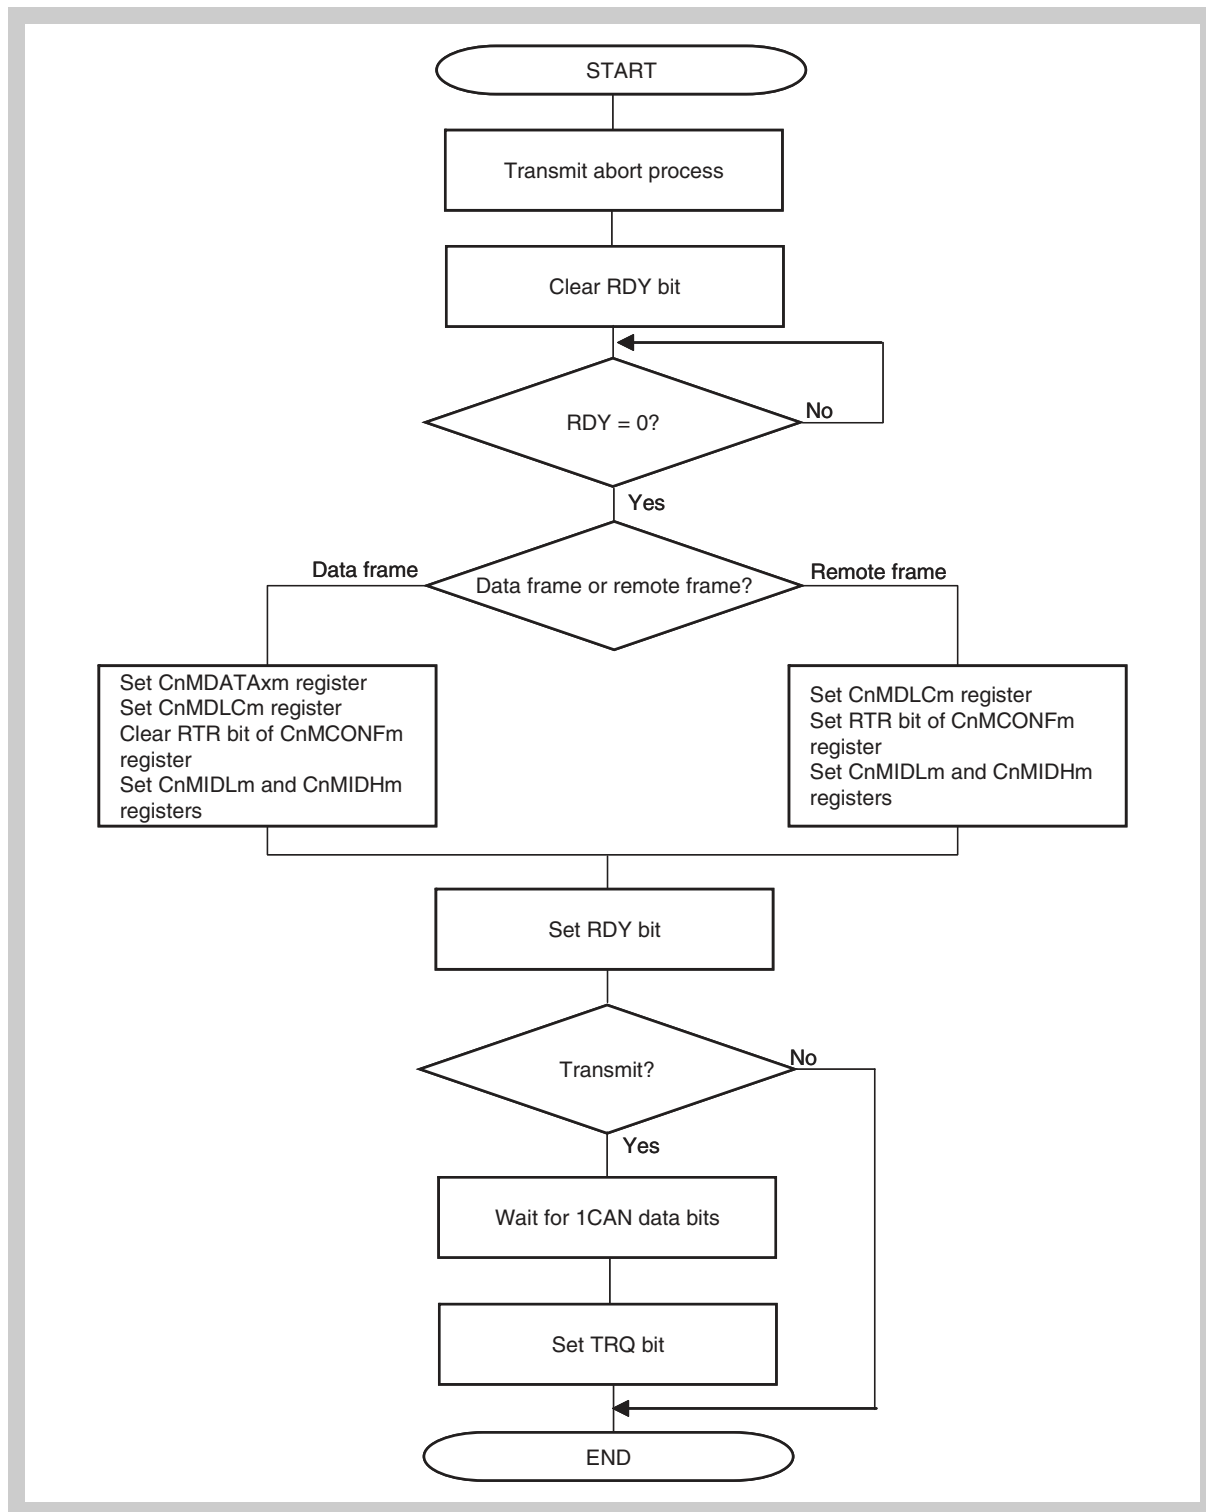 START
Transmit abort process
Clear RDY bit
RDY = 0?
No
Yes
Data frame or remote frame?
Data frame
Remote frame
Set CnMDATAxm register
Set CnMDLCm register
Clear RTR bit of CnMCONFm
register
Set CnMIDLm and CnMIDHm
registers
Set CnMDLCm register
Set RTR bit of CnMCONFm
register
Set CnMIDLm and CnMIDHm
registers
Set RDY bit
Transmit?
No
Yes
Wait for 1CAN data bits
Set TRQ bit
END